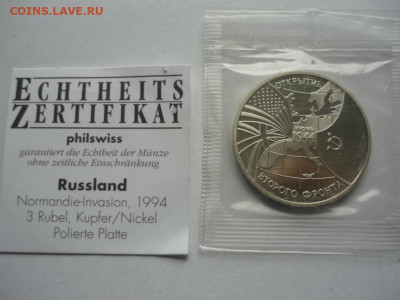 COINS.LAVE.RU
ECHTHEITS
ZERTIFIKAT
philswiss
garantiert die Echtheit der Münze
ohne zeitliche Einschränkung
Russland
Normandie-Invasion, 1994
3 Rubel, Kupfer/Nickel
Polierte Platte
ОТКРЫТИЕ
ВТОРОГО ФРОНТА